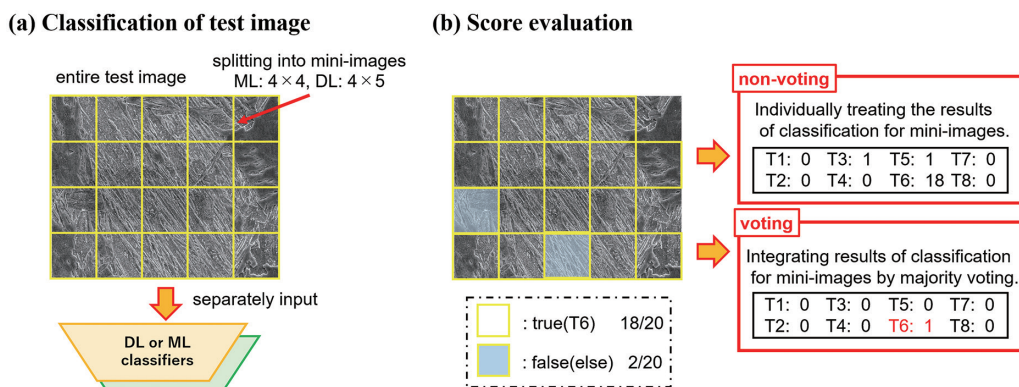 (a) Classification of test image
entire test image
splitting into mini-images
ML: 4×4, DL: 4×5
separately input
DL or ML
classifiers
(b) Score evaluation
: true(T6) 18/20
: false(else) 2/20
non-voting
Individually treating the results
of classification for mini-images.
T1: 0 T3: 1 T5: 1 T7: 0
T2: 0 T4: 0 T6: 18 T8: 0
voting
Integrating results of classification
for mini-images by majority voting.
T1: 0 T3: 0 T5: 0 T7: 0
T2: 0 T4: 0 T6: 1 T8: 0